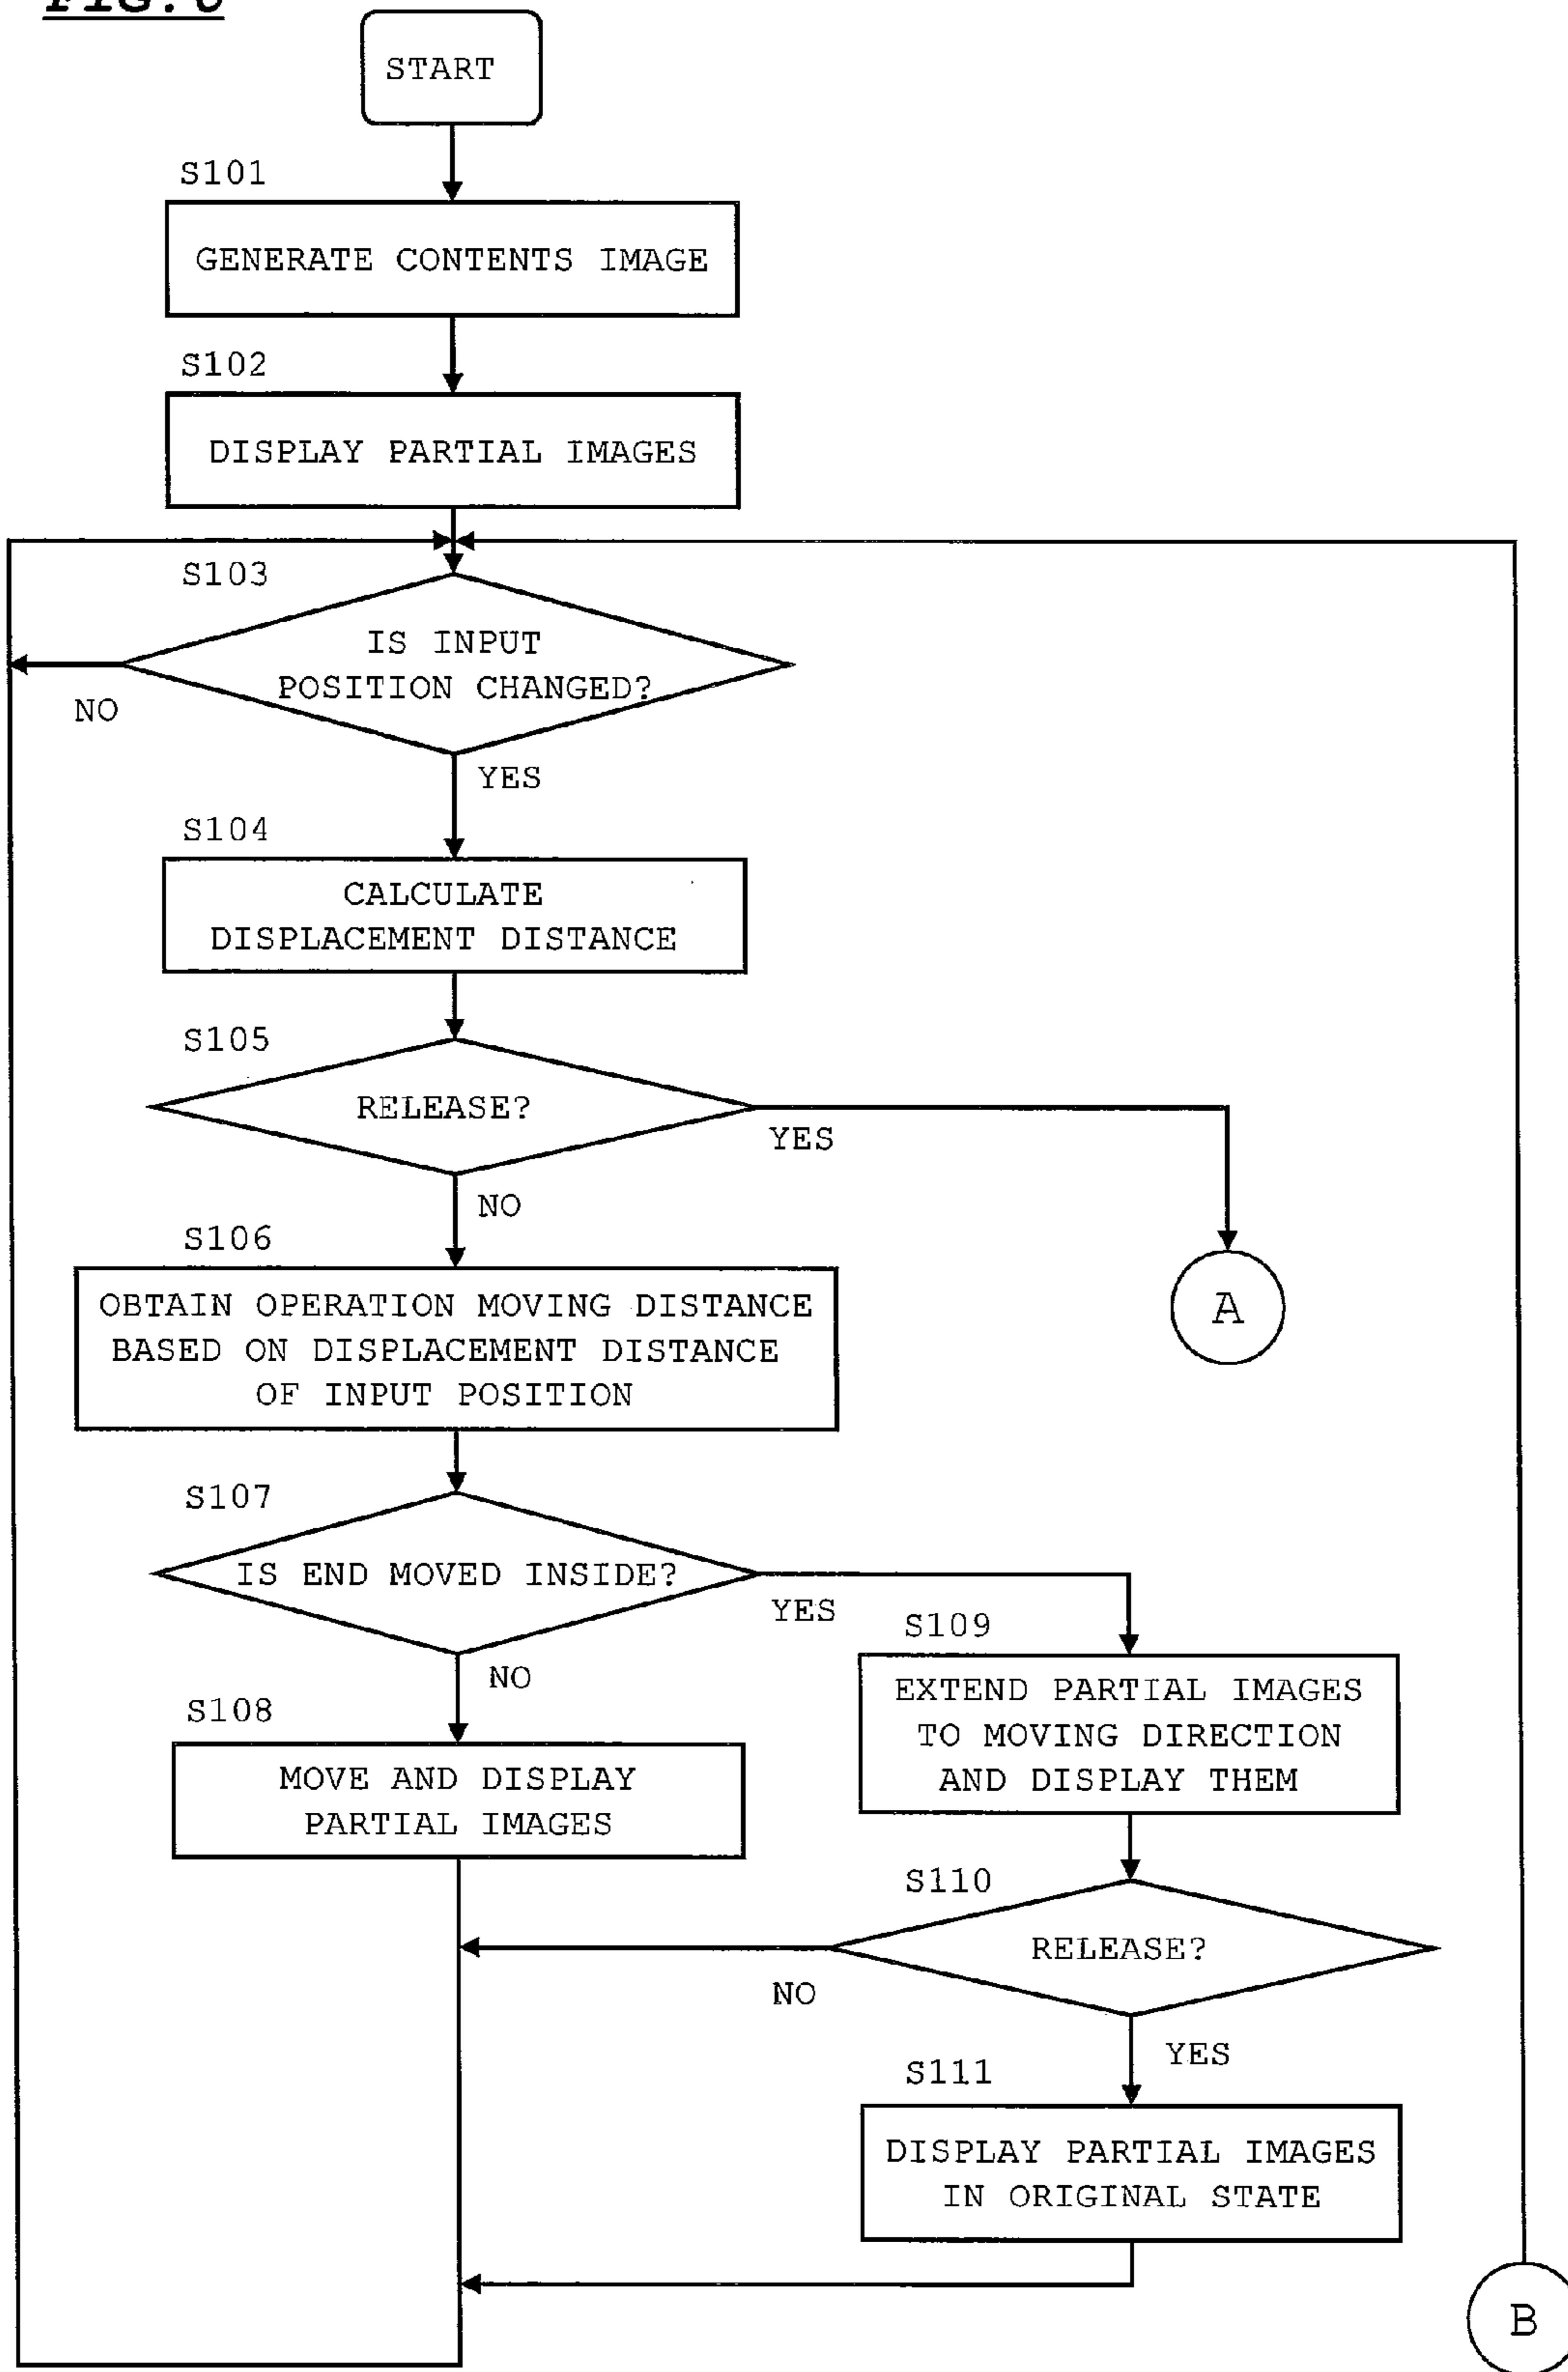 START
S101
GENERATE CONTENTS IMAGE
S102
DISPLAY PARTIAL IMAGES
S103
IS INPUT
POSITION CHANGED?
NO
YES
S104
CALCULATE
DISPLACEMENT DISTANCE
S105
RELEASE?
YES
NO
S106
OBTAIN OPERATION MOVING DISTANCE
BASED ON DISPLACEMENT DISTANCE
OF INPUT POSITION
A
S107
IS END MOVED INSIDE?
YES
NO
S108
MOVE AND DISPLAY
PARTIAL IMAGES
S109
EXTEND PARTIAL IMAGES
TO MOVING DIRECTION
AND DISPLAY THEM
S110
RELEASE?
NO
YES
S111
DISPLAY PARTIAL IMAGES
IN ORIGINAL STATE
B